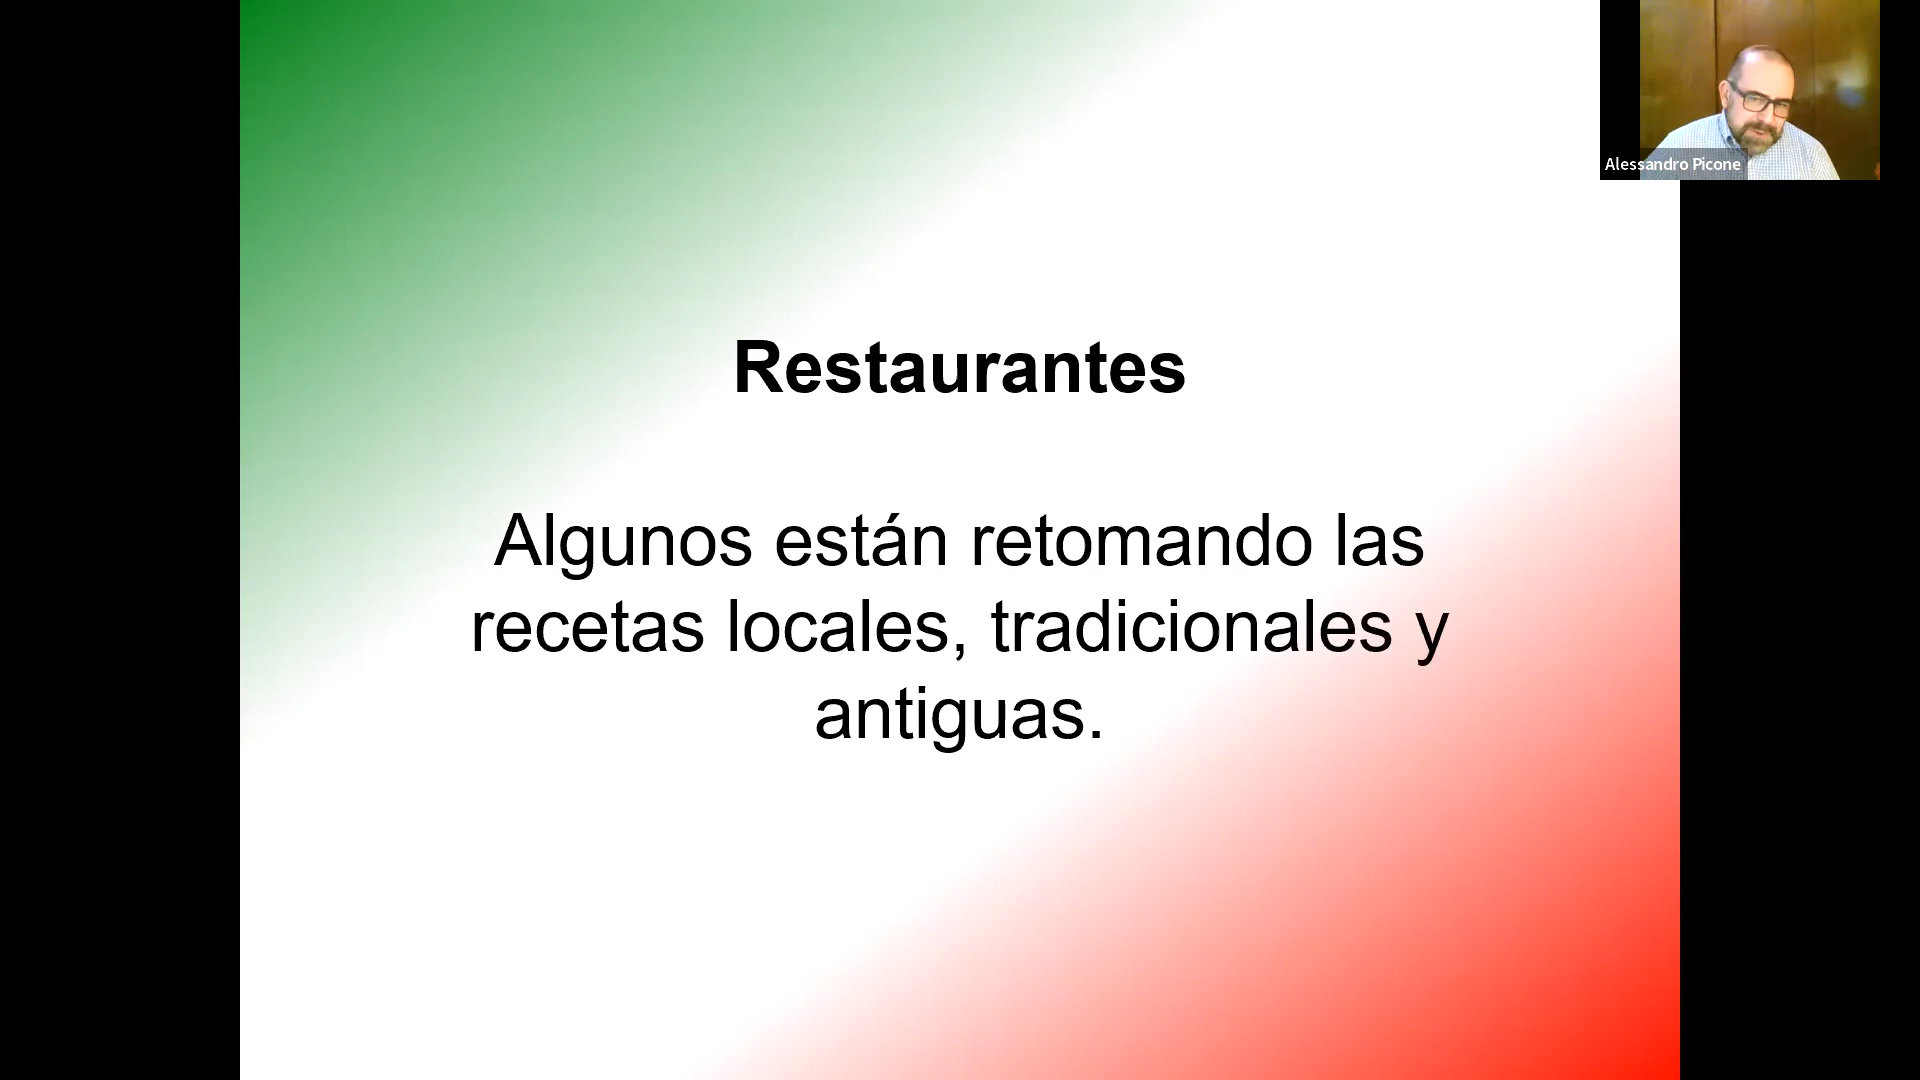 Alessandro Picone
Restaurantes
Algunos están retomando las
recetas locales, tradicionales y
antiguas.